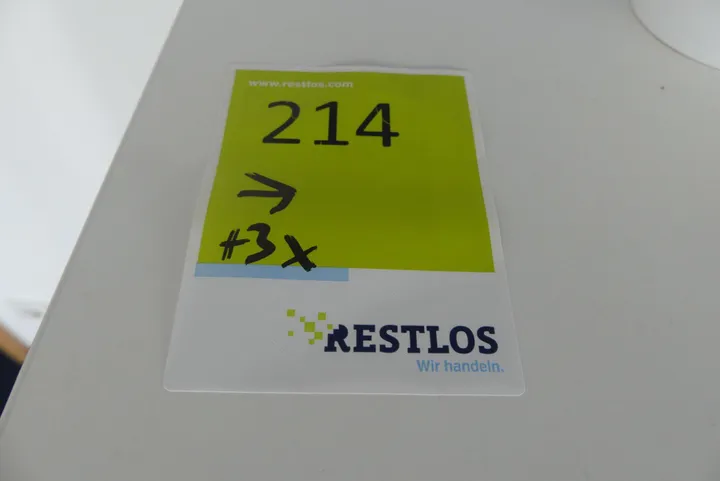 www.restlos.com
214
→
+3x
RESTLOS
Wir handeln.